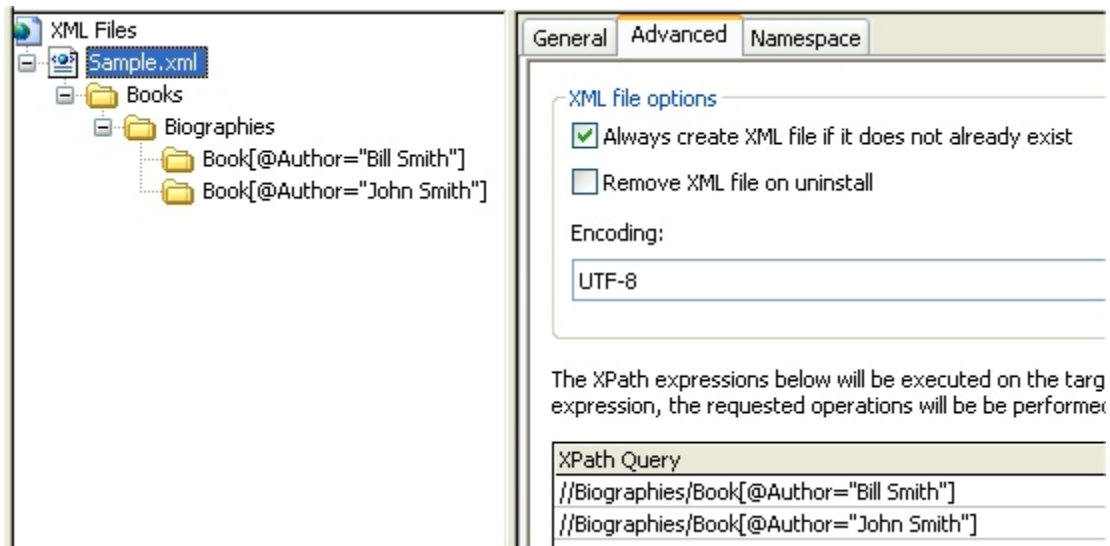 XML Files
Sample.xml
Books
Biographies
Book[@Author="Bill Smith"]
Book[@Author="John Smith"]
General Advanced Namespace
XML file options
Always create XML file if it does not already exist
Remove XML file on uninstall
Encoding:
UTF-8
The XPath expressions below will be executed on the targ
expression, the requested operations will be be performe
XPath Query
//Biographies/Book[@Author="Bill Smith"]
//Biographies/Book[@Author="John Smith"]